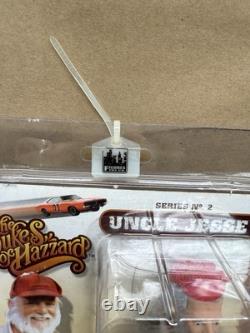 SERIES Nº 2
The
Dukes
of Hazzard
UNCLE JESSE